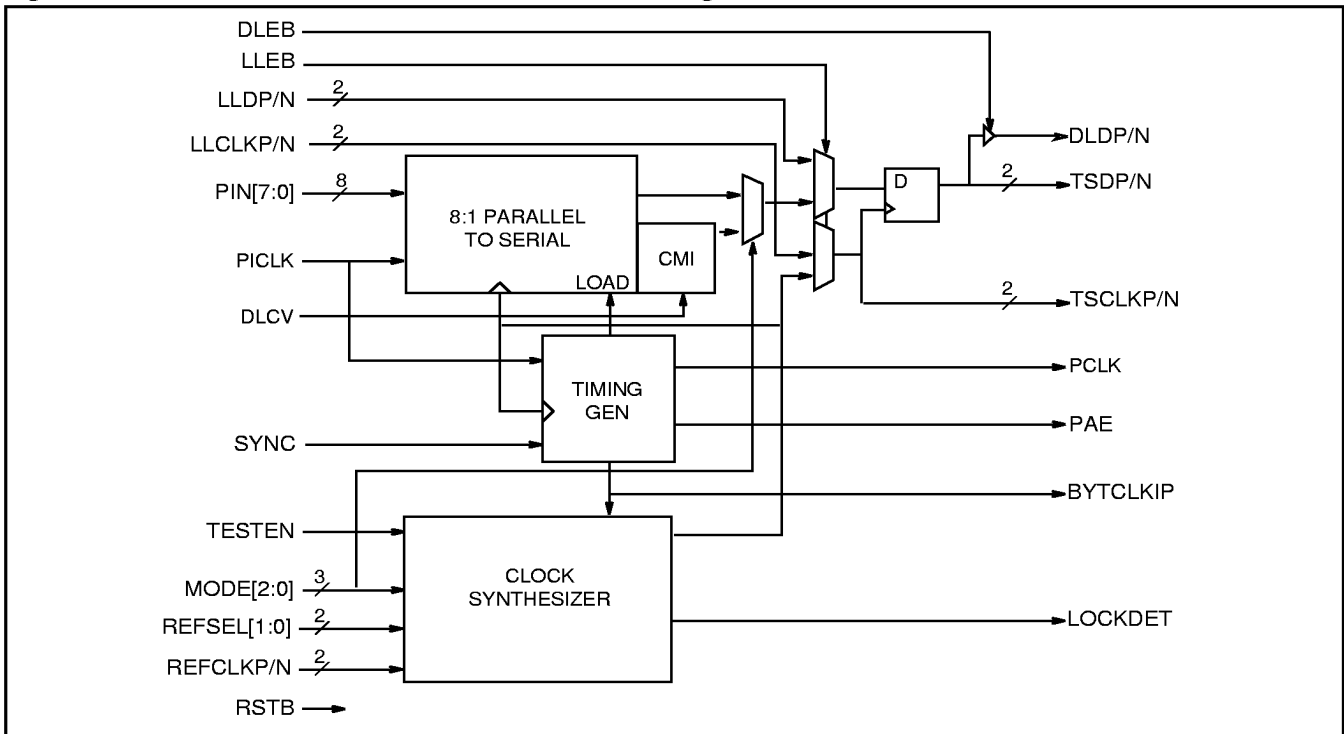 DLEB
LLEB
LLDP/N
2
LLCLKP/N
2
PIN[7:0]
8
PICLK
DLCV
SYNC
TESTEN
MODE[2:0]
3
REFSEL[1:0]
2
REFCLKP/N
2
RSTB
8:1 PARALLEL
TO SERIAL
LOAD
CMI
TIMING
GEN
CLOCK
SYNTHESIZER
D
DLDP/N
2
TSDP/N
2
TSCLKP/N
PCLK
PAE
BYTCLKIP
LOCKDET